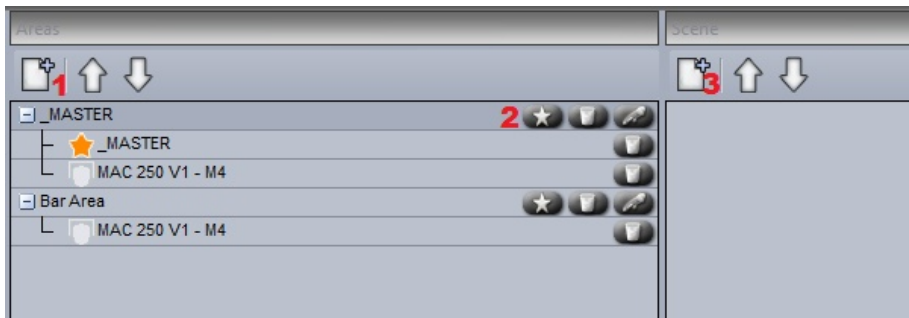 Areas
Scene
1
3
_MASTER
2
_MASTER
MAC 250 V1 - M4
Bar Area
MAC 250 V1 - M4